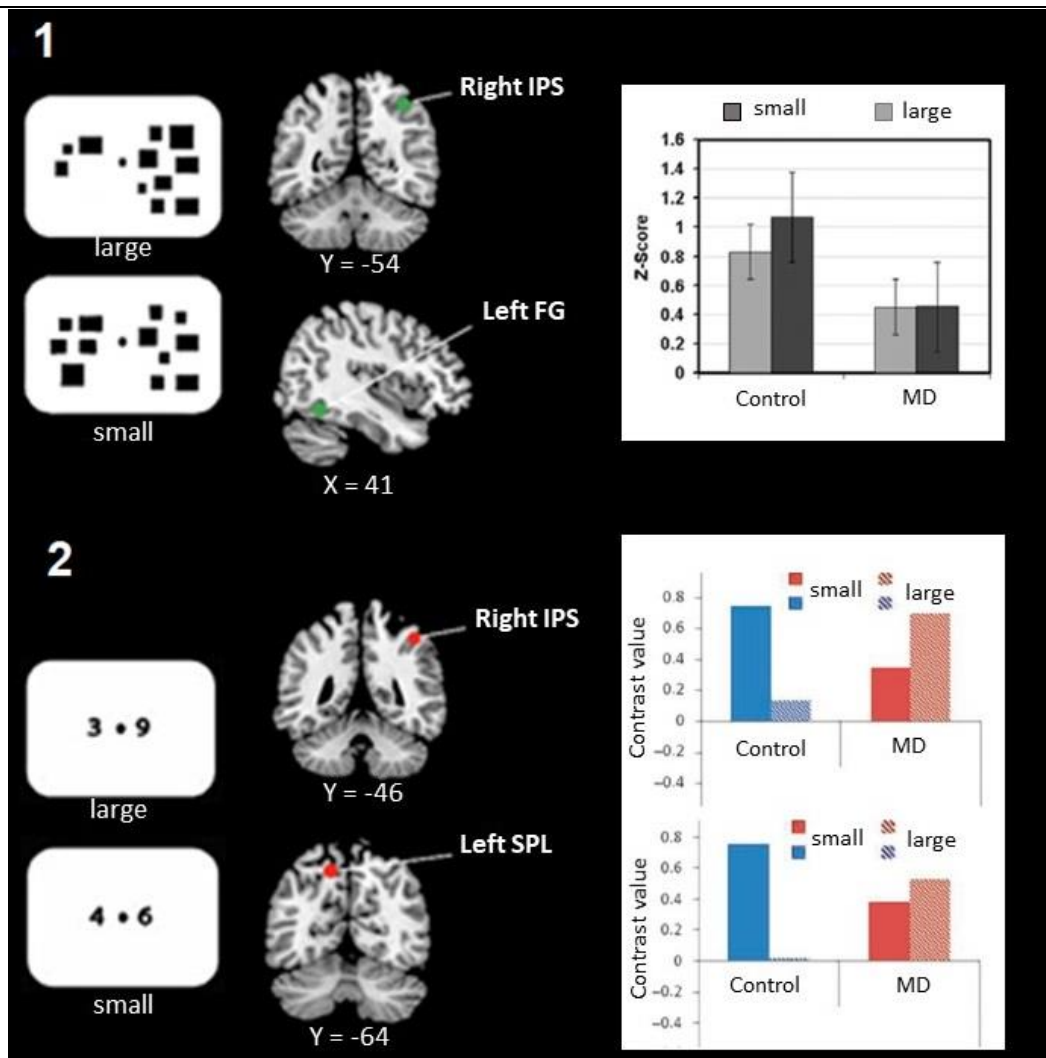 1
Right IPS
large
Y = -54
Left FG
small
X = 41
small large
1.6
1.4
1.2
1
0.8
0.6
0.4
0.2
0
Z-Score
Control MD
2
Right IPS
3 • 9
large
Y = -46
Left SPL
4 • 6
small
Y = -64
small large
0.8
0.6
0.4
0.2
0
−0.2
−0.4
Contrast value
Control MD
small large
0.8
0.6
0.4
0.2
0
−0.2
−0.4
Contrast value
Control MD